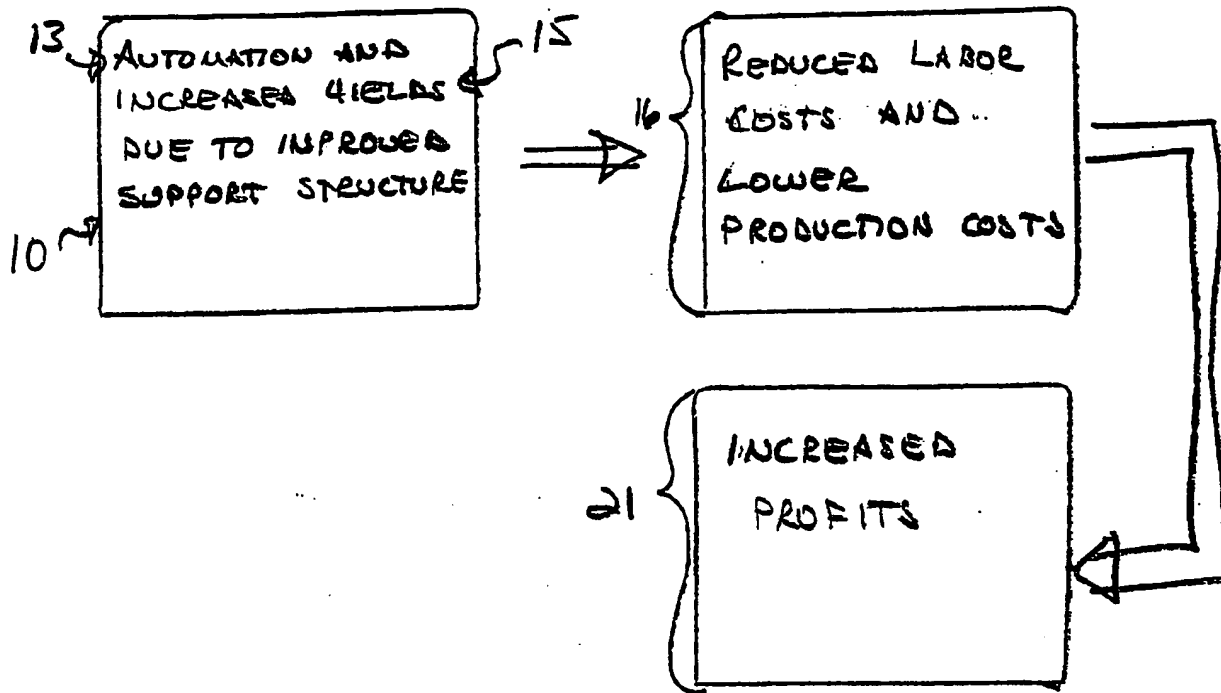 13
AUTOMATION AND
15
INCREASED YIELDS
DUE TO IMPROVED
SUPPORT STRUCTURE
10
16
REDUCED LABOR
COSTS AND
LOWER
PRODUCTION COSTS
21
INCREASED
PROFITS